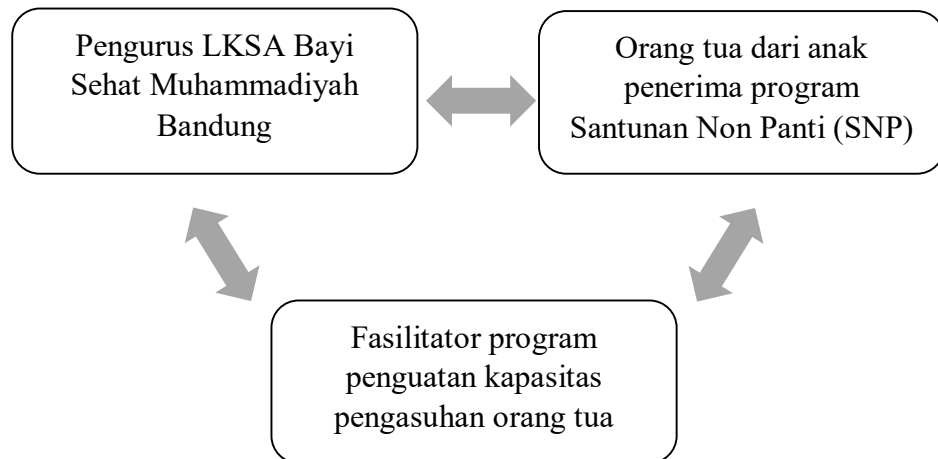 Pengurus LKSA Bayi
Sehat Muhammadiyah
Bandung
Orang tua dari anak
penerima program
Santunan Non Panti (SNP)
Fasilitator program
penguatan kapasitas
pengasuhan orang tua